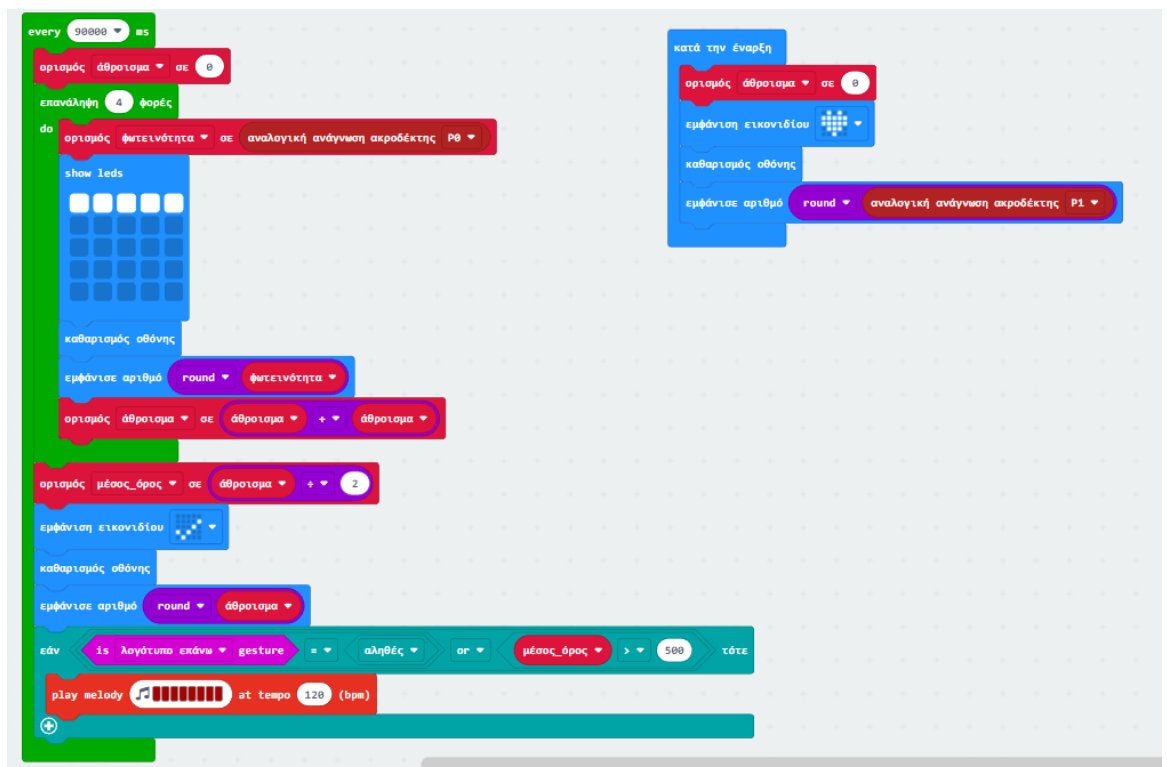 every 90000 ms
ορισμός άθροισμα σε 0
επανάληψη 4 φορές
do
ορισμός φωτεινότητα σε αναλογική ανάγνωση ακροδέκτης P0
show leds
καθαρισμός οθόνης
εμφάνισε αριθμό round φωτεινότητα
ορισμός άθροισμα σε άθροισμα + άθροισμα
ορισμός μέσος_όρος σε άθροισμα ÷ 2
εμφάνιση εικονιδίου
καθαρισμός οθόνης
εμφάνισε αριθμό round άθροισμα
εάν is λογότυπο επάνω gesture = αληθές or μέσος_όρος > 500 τότε
play melody at tempo 120 (bpm)
κατά την έναρξη
ορισμός άθροισμα σε 0
εμφάνιση εικονιδίου
καθαρισμός οθόνης
εμφάνισε αριθμό round αναλογική ανάγνωση ακροδέκτης P1